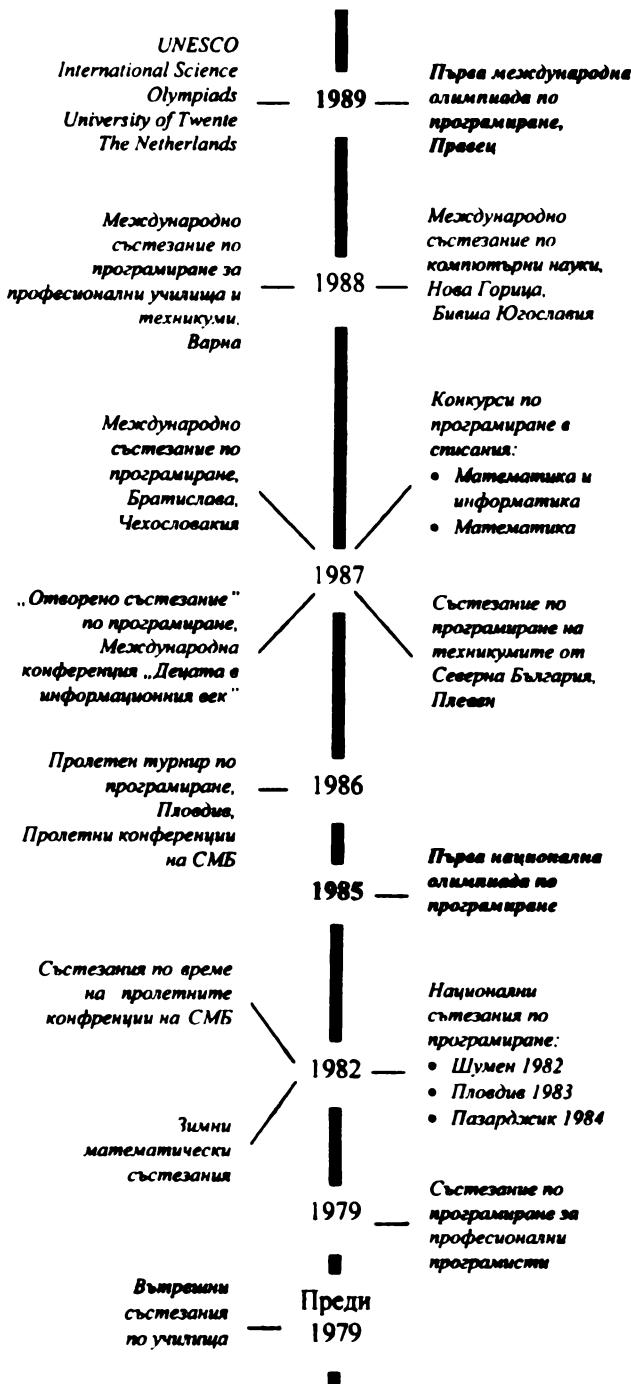 UNESCO
International Science
Olympiads
University of Twente
The Netherlands
1989
Първа международна
олимпиада по
програмиране,
Правец
Международно
състезание по
програмиране за
професионални училища и
техникуми,
Варна
1988
Международно
състезание по
компютърни науки,
Нова Горица,
Бивша Югославия
Международно
състезание по
програмиране,
Братислава,
Чехословакия
Конкурси по
програмиране в
списания:
• Математика и
информатика
• Математика
1987
„Отворено състезание"
по програмиране,
Международна
конференция „Децата в
информационния век"
Състезание по
програмиране на
техникумите от
Северна България,
Плевен
Пролетен турнир по
програмиране,
Пловдив,
Пролетни конференции
на СМБ
1986
1985
Първа национална
олимпиада по
програмиране
Състезания по време
на пролетните
конфренции на СМБ
1982
Национални
сътезания по
програмиране:
• Шумен 1982
• Пловдив 1983
• Пазарджик 1984
Зимни
математически
състезания
1979
Състезание по
програмиране за
професионални
програмисти
Вътрешни
състезания
по училища
Преди
1979